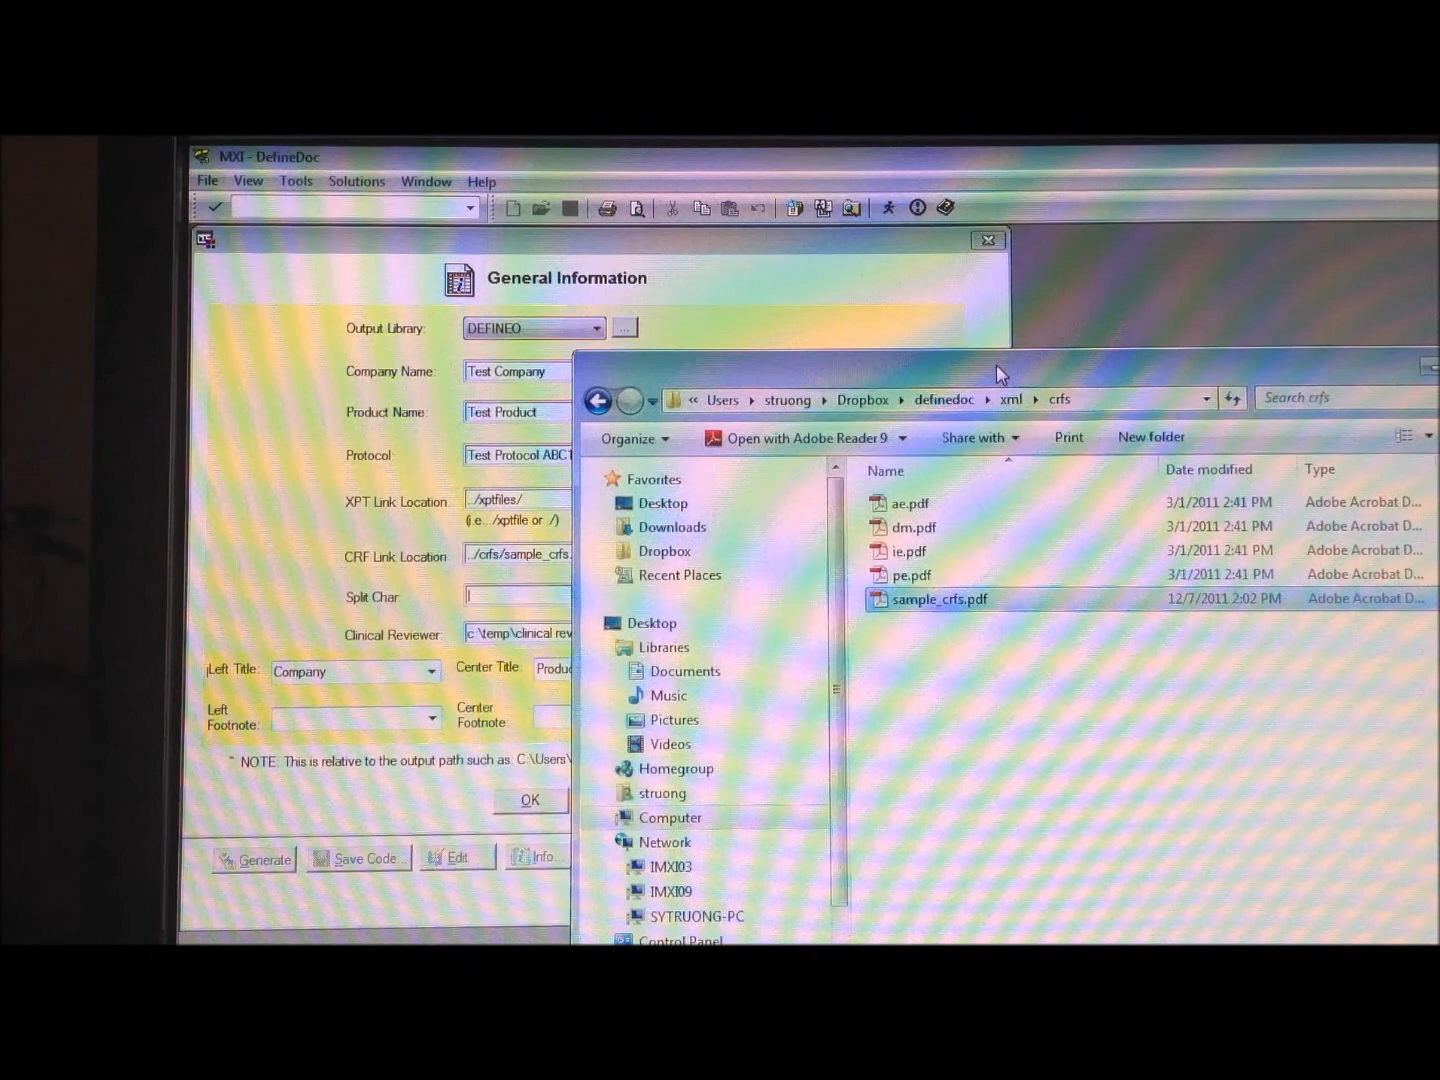 MXI - DefineDoc
File View Tools Solutions Window Help
General Information
Output Library: DEFINEO ...
Company Name: Test Company
Product Name: Test Product
Protocol: Test Protocol ABC1
XPT Link Location ../xptfiles/
(i.e. ../xptfile or ./)
CRF Link Location ../crfs/sample_crfs.
Split Char:
Clinical Reviewer: c:\temp\clinical rev
Left Title: Company Center Title: Produc
Left Footnote: Center Footnote:
* NOTE. This is relative to the output path such as: C:\Users\
OK
Generate Save Code... Edit Info...
« Users struong Dropbox definedoc xml crfs Search crfs
Organize Open with Adobe Reader 9 Share with Print New folder
Favorites
Desktop
Downloads
Dropbox
Recent Places
Desktop
Libraries
Documents
Music
Pictures
Videos
Homegroup
struong
Computer
Network
IMXI03
IMXI09
SYTRUONG-PC
Control Panel
Name Date modified Type
ae.pdf 3/1/2011 2:41 PM Adobe Acrobat D...
dm.pdf 3/1/2011 2:41 PM Adobe Acrobat D...
ie.pdf 3/1/2011 2:41 PM Adobe Acrobat D...
pe.pdf 3/1/2011 2:41 PM Adobe Acrobat D...
sample_crfs.pdf 12/7/2011 2:02 PM Adobe Acrobat D...